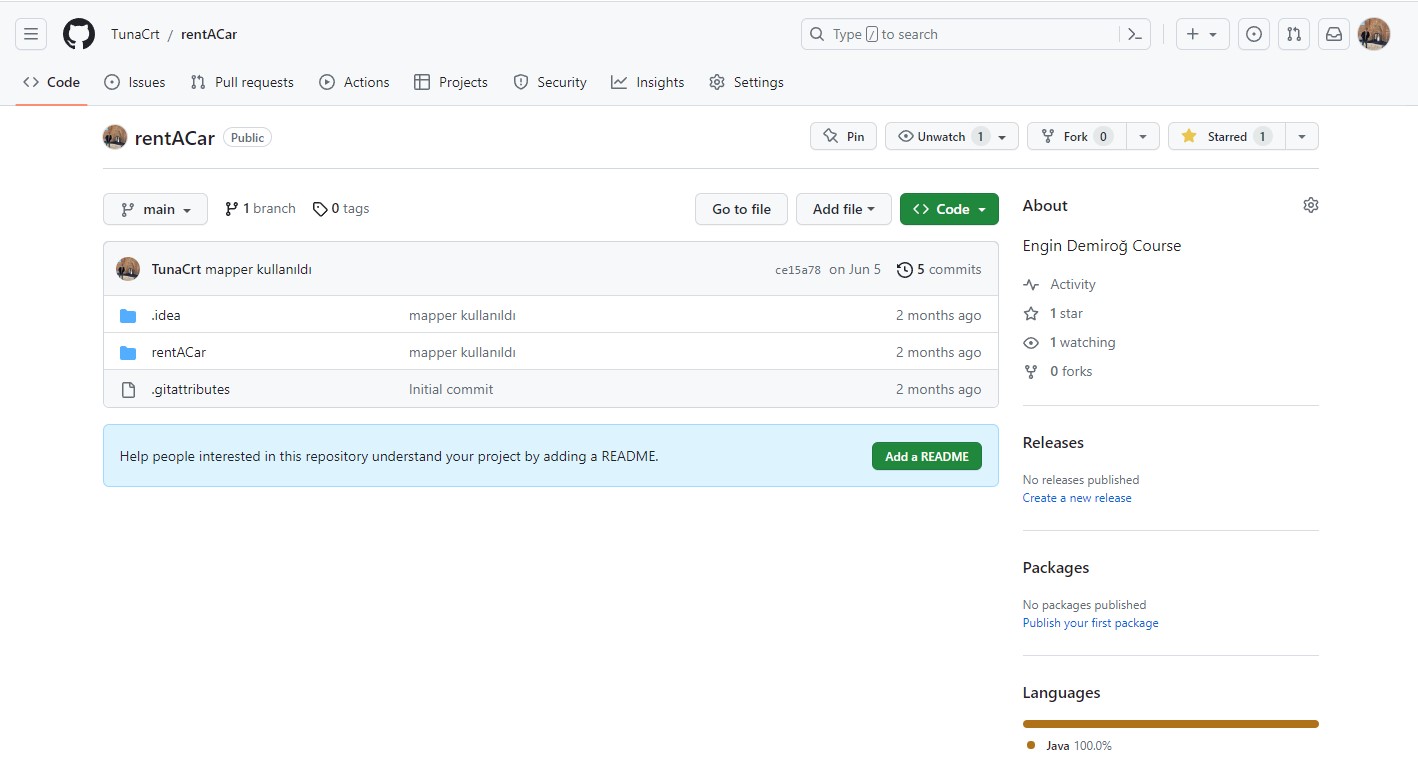 TunaCrt / rentACar
Type / to search
Code Issues Pull requests Actions Projects Security Insights Settings
rentACar Public
Pin Unwatch 1 Fork 0 Starred 1
main 1 branch 0 tags Go to file Add file Code
TunaCrt mapper kullanıldı ce15a78 on Jun 5 5 commits
.idea mapper kullanıldı 2 months ago
rentACar mapper kullanıldı 2 months ago
.gitattributes Initial commit 2 months ago
Help people interested in this repository understand your project by adding a README. Add a README
About
Engin Demiroğ Course
Activity
1 star
1 watching
0 forks
Releases
No releases published
Create a new release
Packages
No packages published
Publish your first package
Languages
Java 100.0%